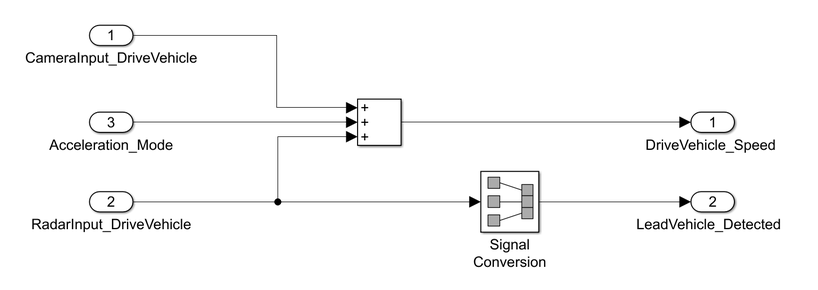 1
CameraInput_DriveVehicle
3
Acceleration_Mode
2
RadarInput_DriveVehicle
+
+
+
Signal
Conversion
1
DriveVehicle_Speed
2
LeadVehicle_Detected